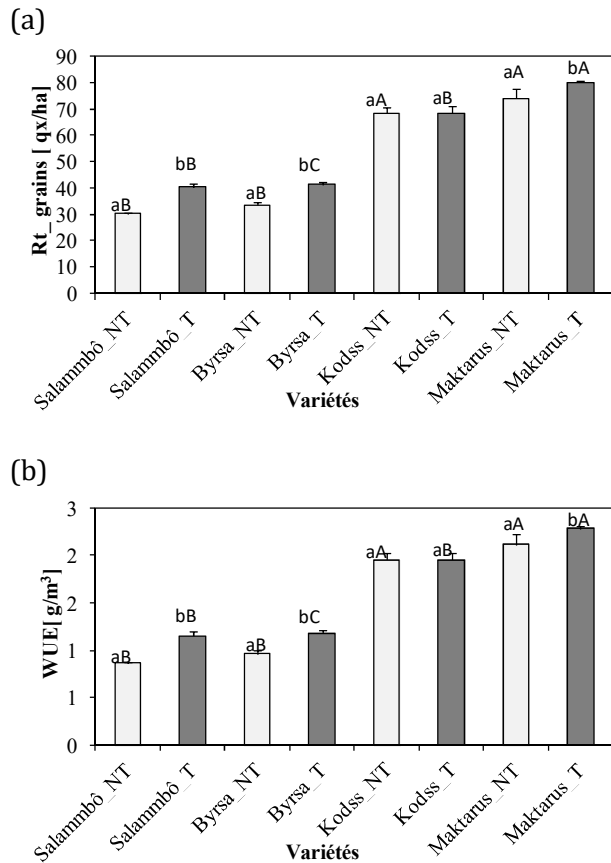 (a)
Rt_ grains [ qx/ha]
90
80
70
60
50
40
30
20
10
0
aB
bB
aB
bC
aA
aB
aA
bA
Salammbô_NT
Salammbô_T
Byrsa_NT
Byrsa_T
Kodss_NT
Kodss_T
Maktarus_NT
Maktarus_T
Variétés
(b)
WUE[ g/m³]
3
2
2
1
1
0
aB
bB
aB
bC
aA
aB
aA
bA
Salammbô_NT
Salammbô_T
Byrsa_NT
Byrsa_T
Kodss_NT
Kodss_T
Maktarus_NT
Maktarus_T
Variétés